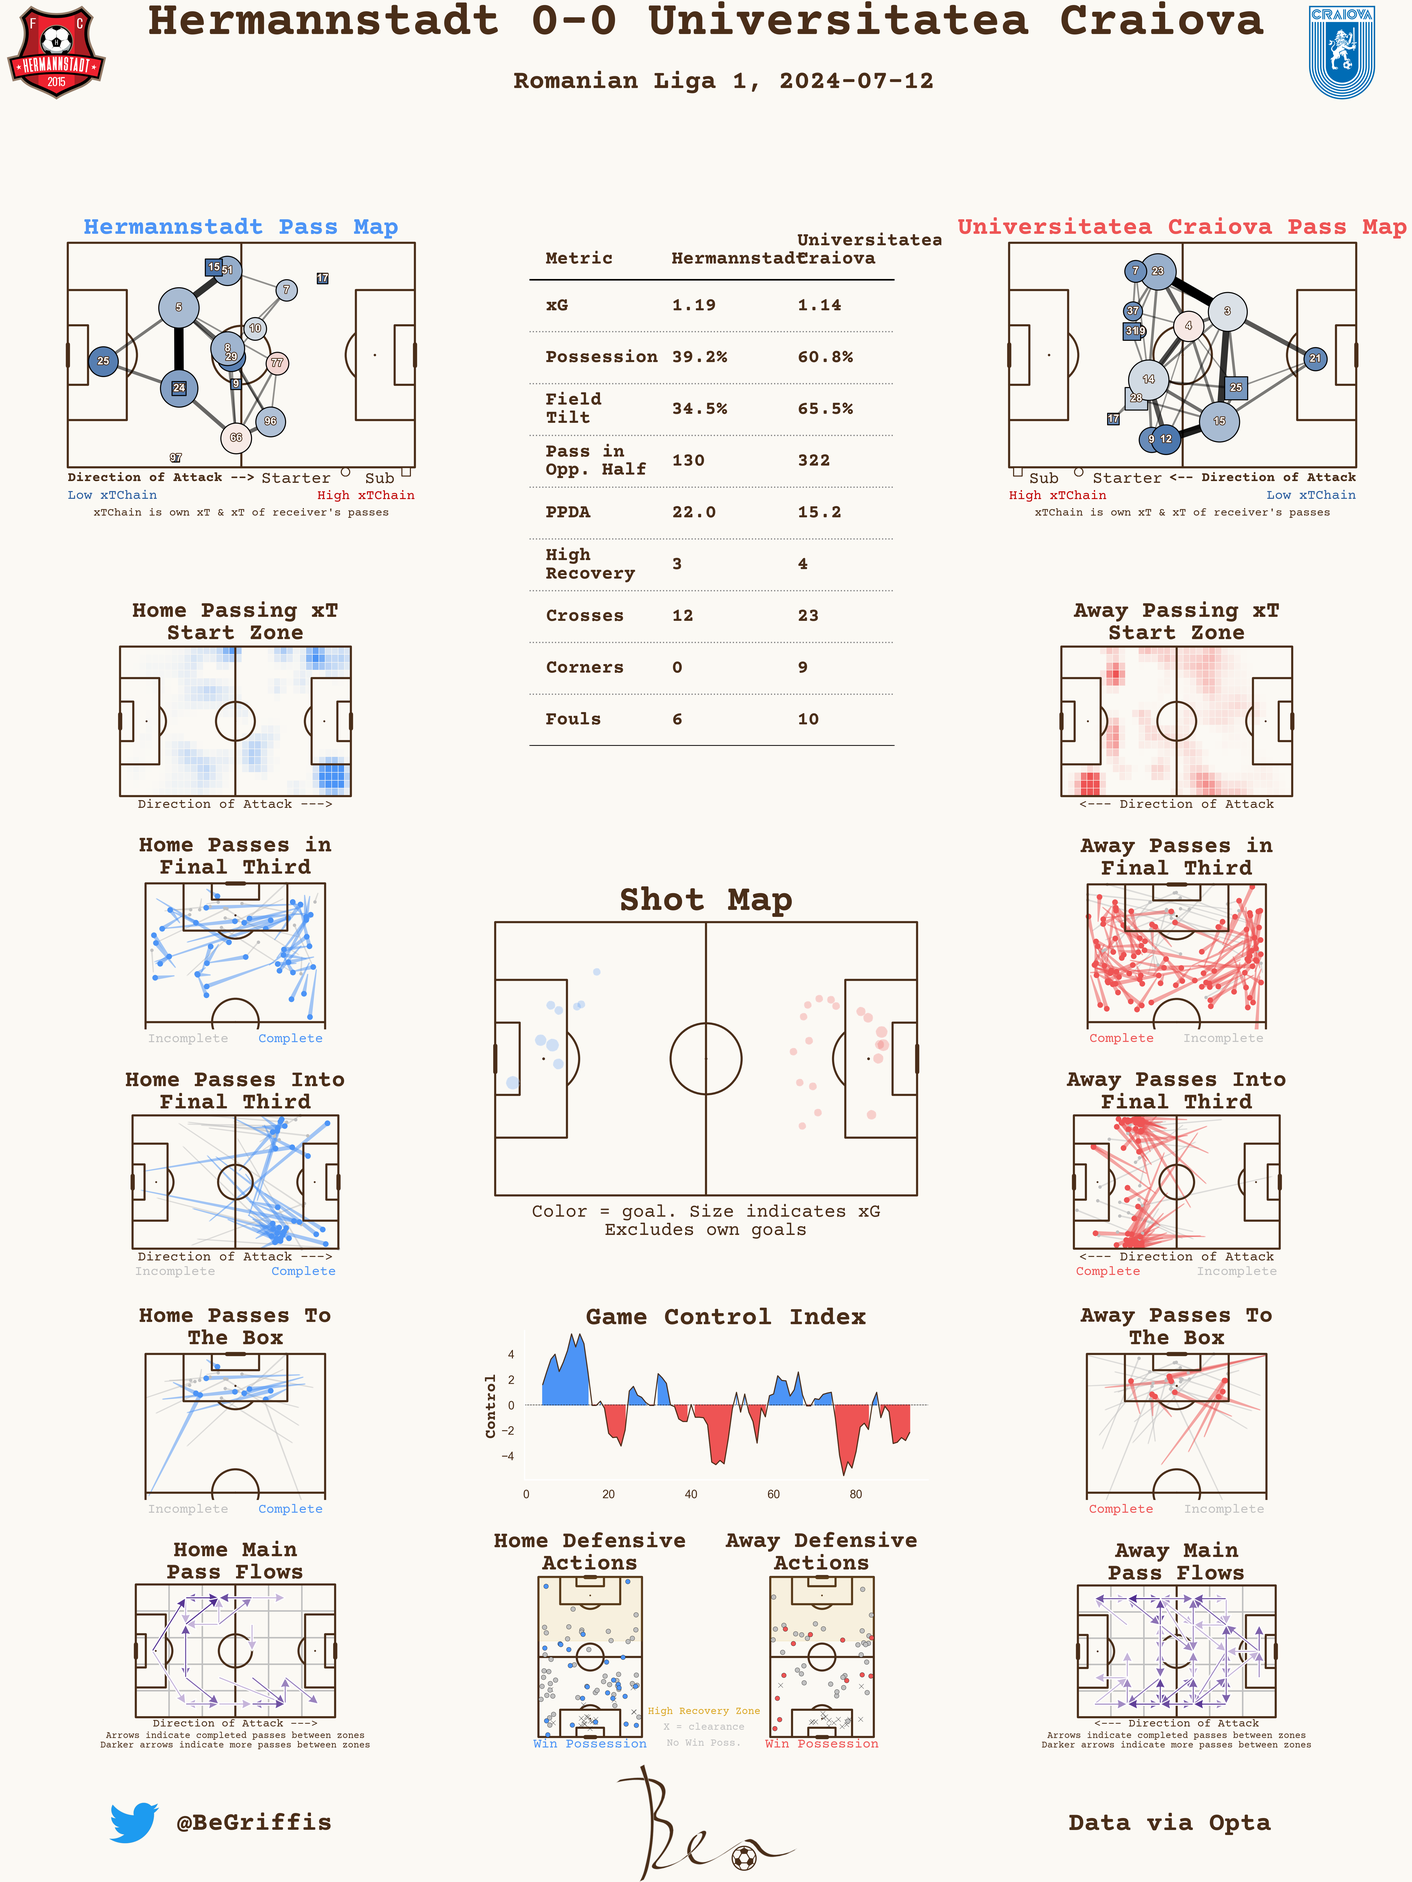 Hermannstadt 0-0 Universitatea Craiova
Romanian Liga 1, 2024-07-12
F C
H
HERMANNSTADT
2015
CRAIOVA
Hermannstadt Pass Map
15 51
17
7
5
10
8
29
25
77
9
24
96
66
97
Direction of Attack --> Starter Sub
Low xTChain High xTChain
xTChain is own xT & xT of receiver's passes
Metric Hermannstadt Universitatea Craiova
xG 1.19 1.14
Possession 39.2% 60.8%
Field Tilt 34.5% 65.5%
Pass in Opp. Half 130 322
PPDA 22.0 15.2
High Recovery 3 4
Crosses 12 23
Corners 0 9
Fouls 6 10
Universitatea Craiova Pass Map
7 23
37
3
4
31 19
21
14
25
28
17
15
9 12
Sub Starter <-- Direction of Attack
High xTChain Low xTChain
xTChain is own xT & xT of receiver's passes
Home Passing xT
Start Zone
Direction of Attack --->
Away Passing xT
Start Zone
<--- Direction of Attack
Home Passes in
Final Third
Incomplete Complete
Away Passes in
Final Third
Complete Incomplete
Shot Map
Color = goal. Size indicates xG
Excludes own goals
Home Passes Into
Final Third
Direction of Attack --->
Incomplete Complete
Away Passes Into
Final Third
<--- Direction of Attack
Complete Incomplete
Game Control Index
Control
4
2
0
−2
−4
0 20 40 60 80
Home Passes To
The Box
Incomplete Complete
Away Passes To
The Box
Complete Incomplete
Home Main
Pass Flows
Direction of Attack --->
Arrows indicate completed passes between zones
Darker arrows indicate more passes between zones
Home Defensive
Actions
Win Possession
High Recovery Zone
X = clearance
No Win Poss.
Away Defensive
Actions
Win Possession
Away Main
Pass Flows
<--- Direction of Attack
Arrows indicate completed passes between zones
Darker arrows indicate more passes between zones
@BeGriffis
Ben
Data via Opta